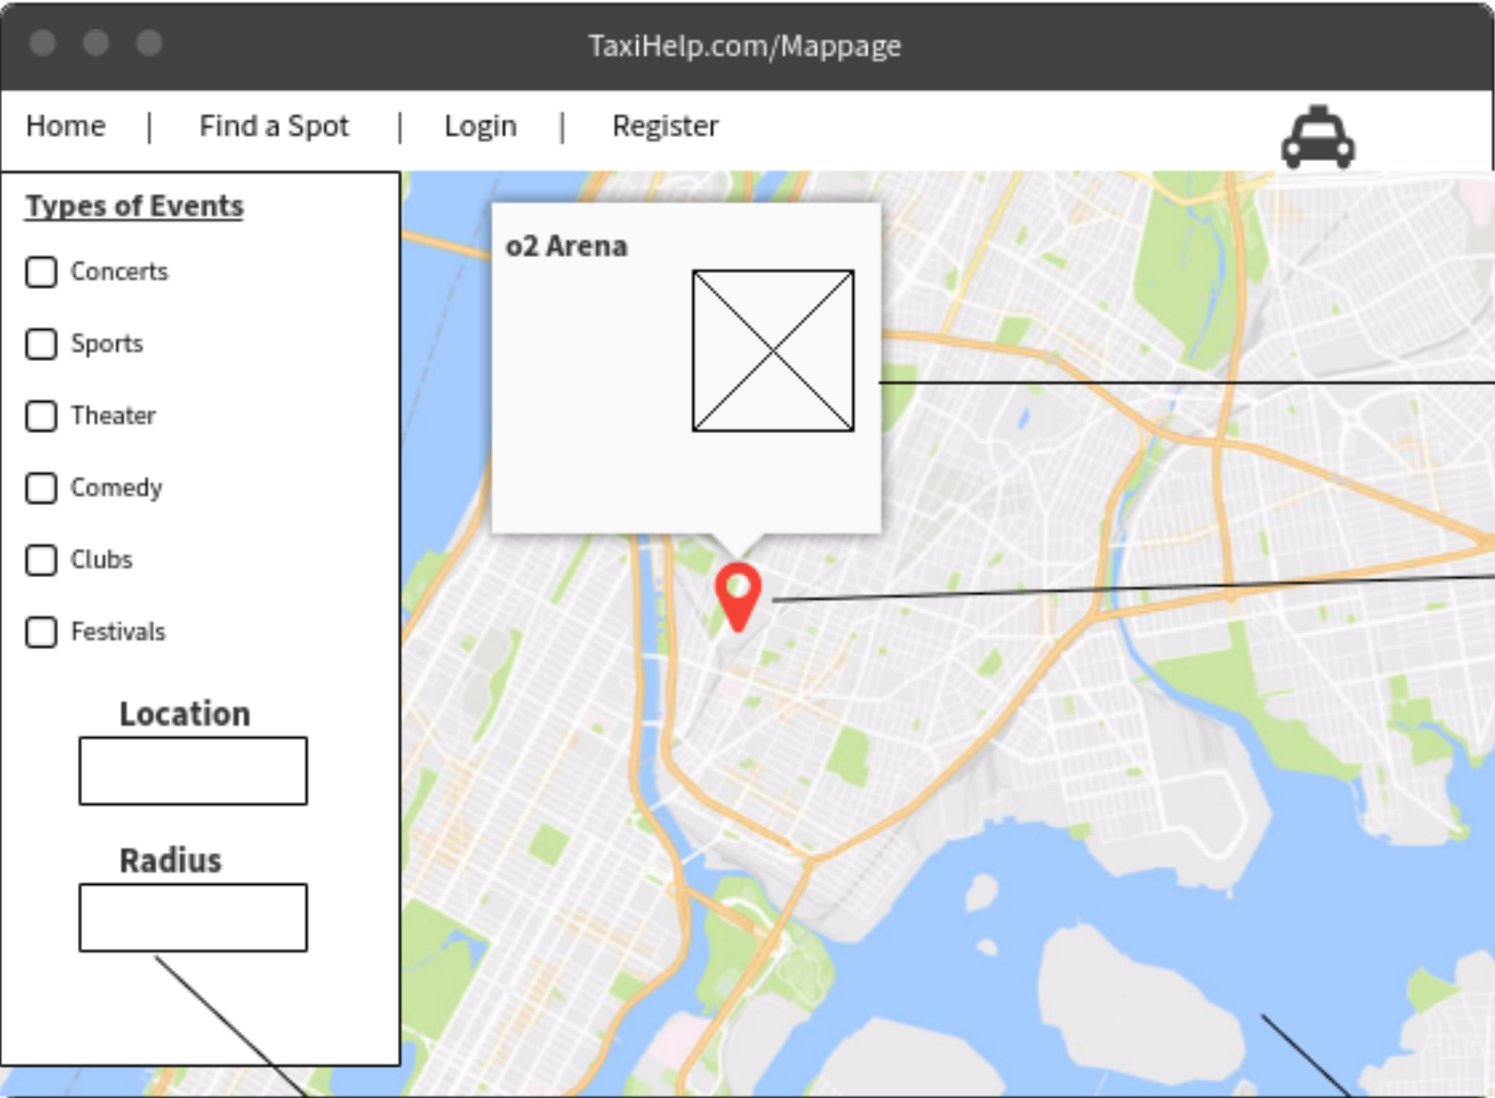 TaxiHelp.com/Mappage
Home | Find a Spot | Login | Register
Types of Events
Concerts
Sports
Theater
Comedy
Clubs
Festivals
Location
Radius
o2 Arena